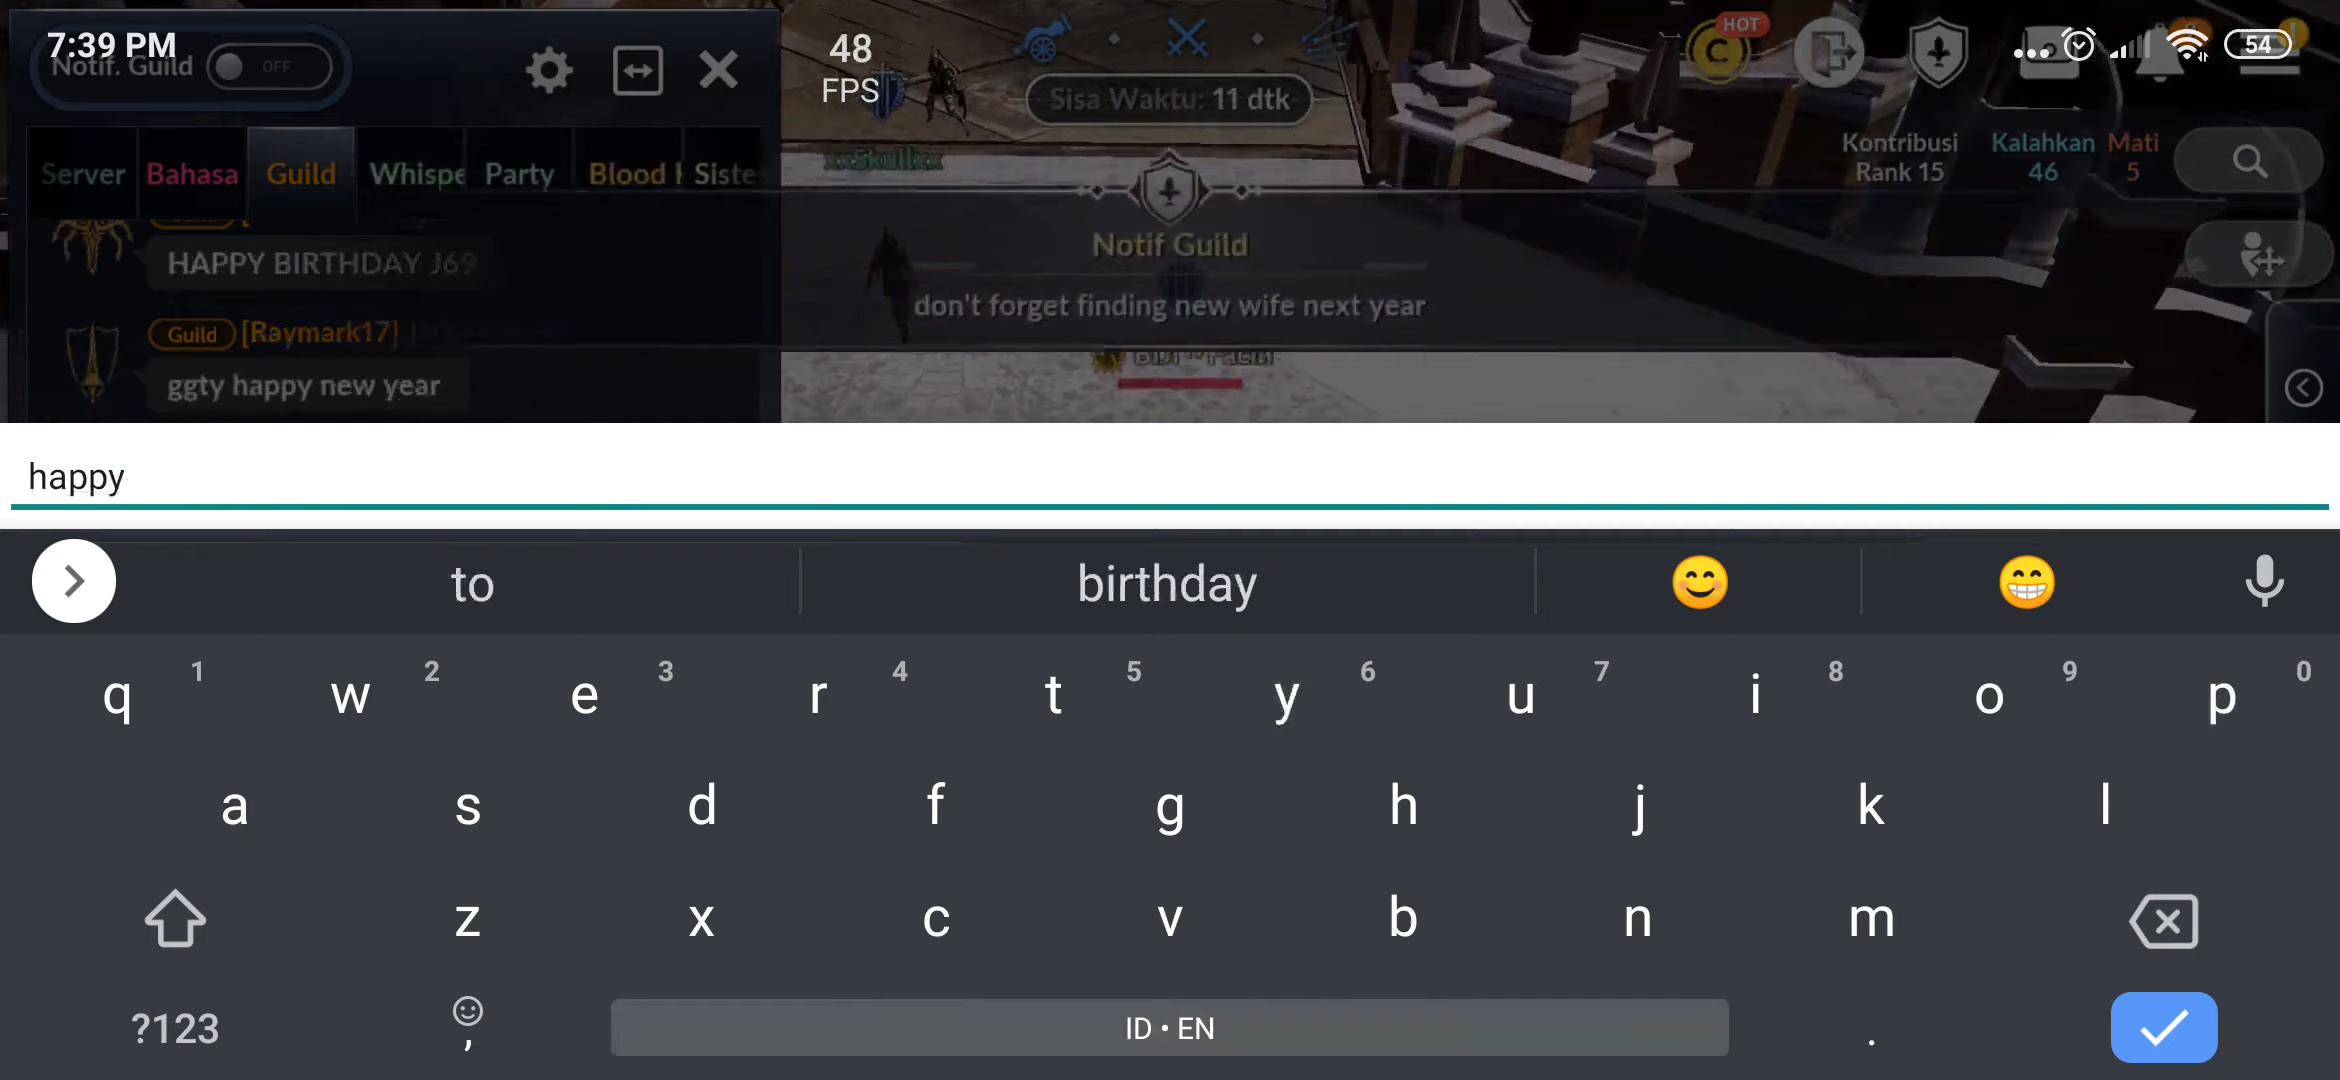 7:39 PM
Notif. Guild OFF
48
FPS
Sisa Waktu: 11 dtk
HOT
54
Server Bahasa Guild Whispe Party Blood Siste
xxSkullxx
Kontribusi Kalahkan Mati
Rank 15 46 5
HAPPY BIRTHDAY J69
Notif Guild
don't forget finding new wife next year
Guild [Raymark17]
ggty happy new year
happy
to birthday
q 1 w 2 e 3 r 4 t 5 y 6 u 7 i 8 o 9 p 0
a s d f g h j k l
z x c v b n m
?123 , ID • EN .